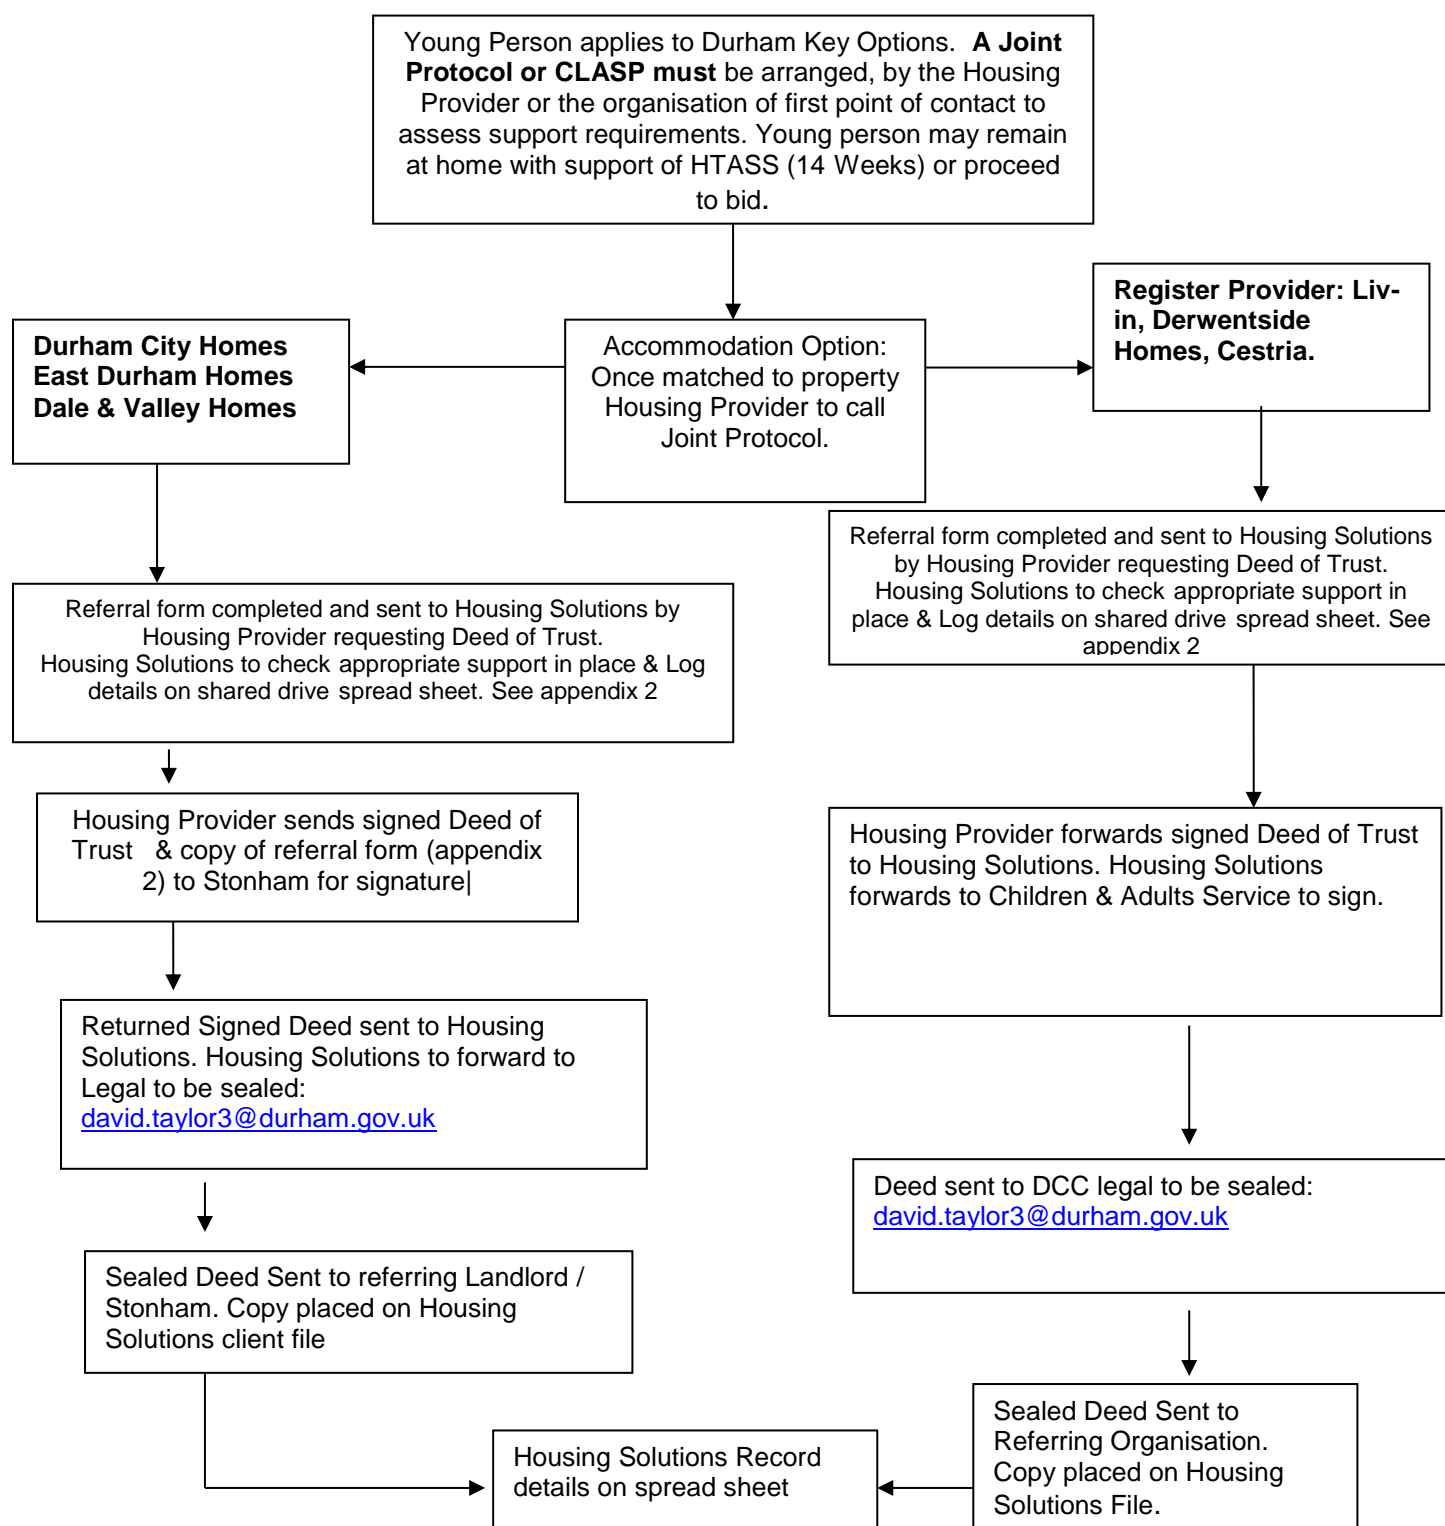 Young Person applies to Durham Key Options.  A Joint
Protocol or CLASP must be arranged, by the Housing
Provider or the organisation of first point of contact to
assess support requirements. Young person may remain
at home with support of HTASS (14 Weeks) or proceed
to bid.
Register Provider: Liv-
in, Derwentside
Homes, Cestria.
Durham City Homes
East Durham Homes
Dale & Valley Homes
Accommodation Option:
Once matched to property
Housing Provider to call
Joint Protocol.
Referral form completed and sent to Housing Solutions
by Housing Provider requesting Deed of Trust.
Housing Solutions to check appropriate support in
place & Log details on shared drive spread sheet. See
appendix 2
Referral form completed and sent to Housing Solutions by
Housing Provider requesting Deed of Trust.
Housing Solutions to check appropriate support in place & Log
details on shared drive spread sheet. See appendix 2
Housing Provider sends signed Deed of
Trust   & copy of referral form (appendix
2) to Stonham for signature|
Housing Provider forwards signed Deed of Trust
to Housing Solutions. Housing Solutions
forwards to Children & Adults Service to sign.
Returned Signed Deed sent to Housing
Solutions. Housing Solutions to forward to
Legal to be sealed:
david.taylor3@durham.gov.uk
Deed sent to DCC legal to be sealed:
david.taylor3@durham.gov.uk
Sealed Deed Sent to referring Landlord /
Stonham. Copy placed on Housing
Solutions client file
Sealed Deed Sent to
Referring Organisation.
Copy placed on Housing
Solutions File.
Housing Solutions Record
details on spread sheet